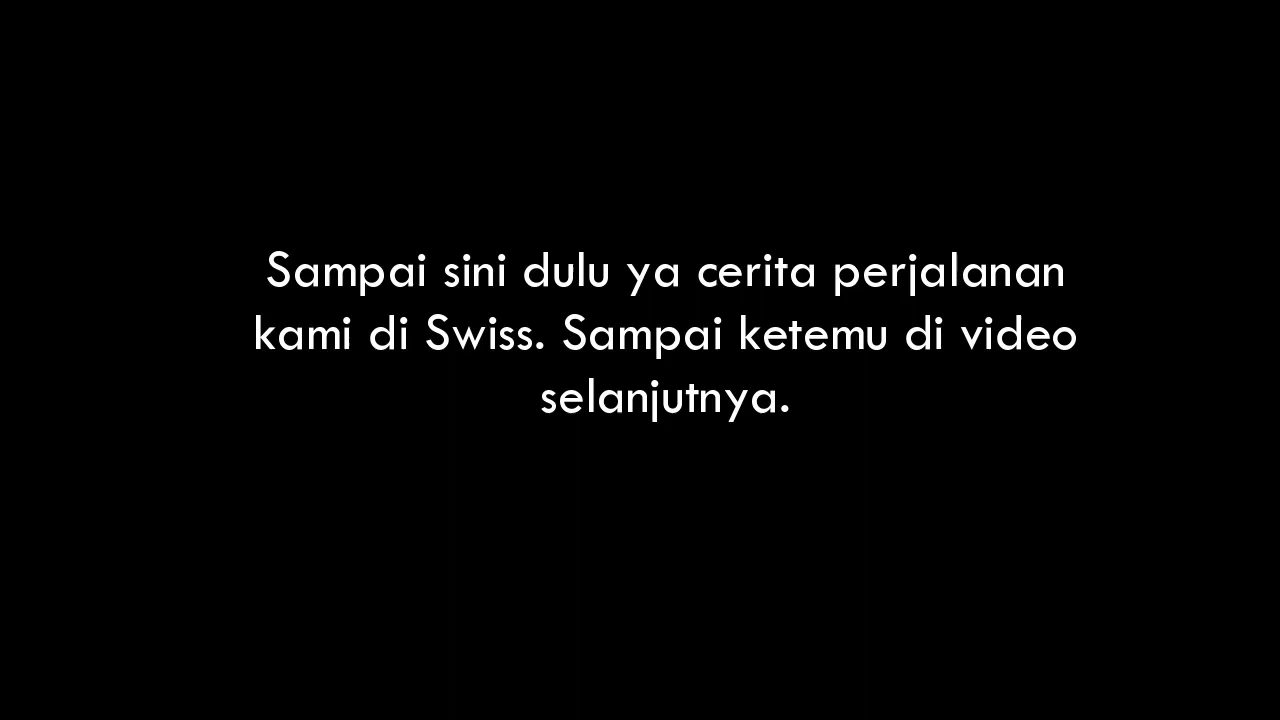 Sampai sini dulu ya cerita perjalanan
kami di Swiss. Sampai ketemu di video
selanjutnya.